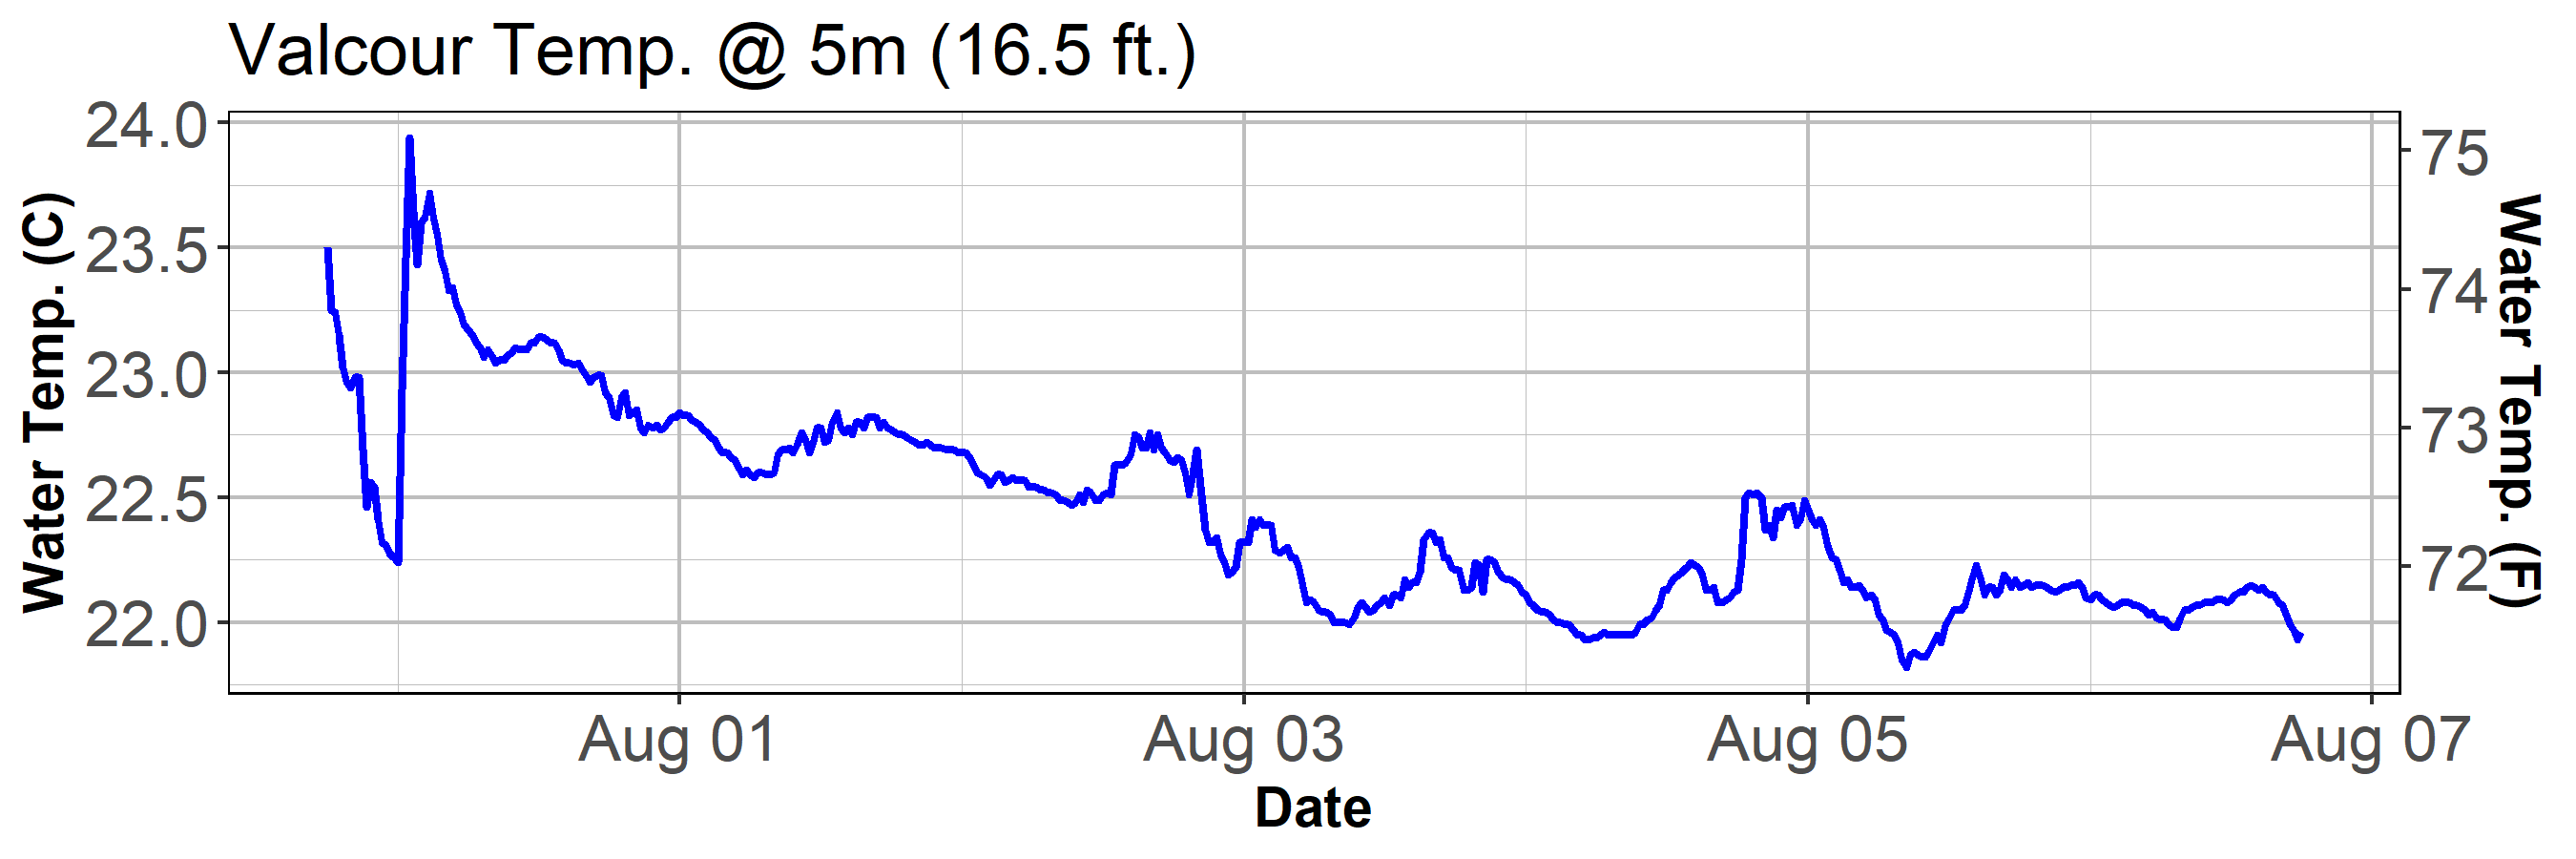 Valcour Temp. @ 5m (16.5 ft.)
Water Temp. (C)
24.0
23.5
23.0
22.5
22.0
75
74
73
72
Water Temp. (F)
Aug 01 Aug 03 Aug 05 Aug 07
Date